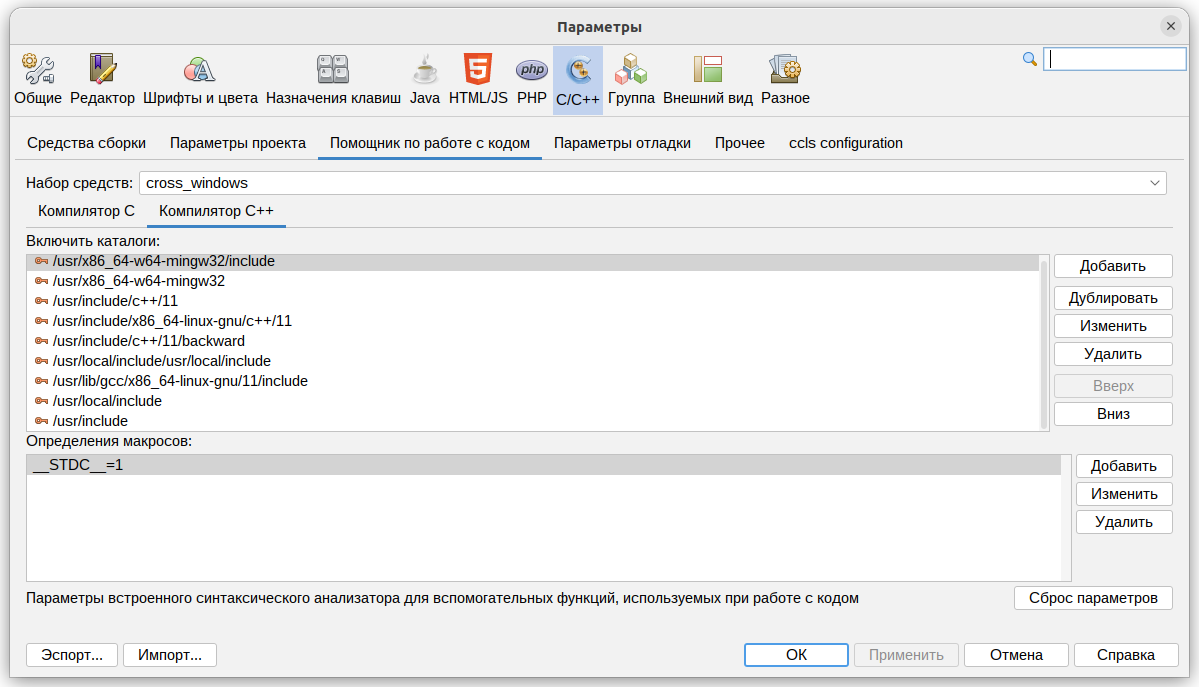 Параметры
Общие Редактор Шрифты и цвета Назначения клавиш Java HTML/JS PHP C/C++ Группа Внешний вид Разное
Средства сборки Параметры проекта Помощник по работе с кодом Параметры отладки Прочее ccls configuration
Набор средств: cross_windows
Компилятор C Компилятор C++
Включить каталоги:
/usr/x86_64-w64-mingw32/include
/usr/x86_64-w64-mingw32
/usr/include/c++/11
/usr/include/x86_64-linux-gnu/c++/11
/usr/include/c++/11/backward
/usr/local/include/usr/local/include
/usr/lib/gcc/x86_64-linux-gnu/11/include
/usr/local/include
/usr/include
Добавить
Дублировать
Изменить
Удалить
Вверх
Вниз
Определения макросов:
__STDC__=1
Добавить
Изменить
Удалить
Параметры встроенного синтаксического анализатора для вспомогательных функций, используемых при работе с кодом Сброс параметров
Эспорт... Импорт... ОК Применить Отмена Справка